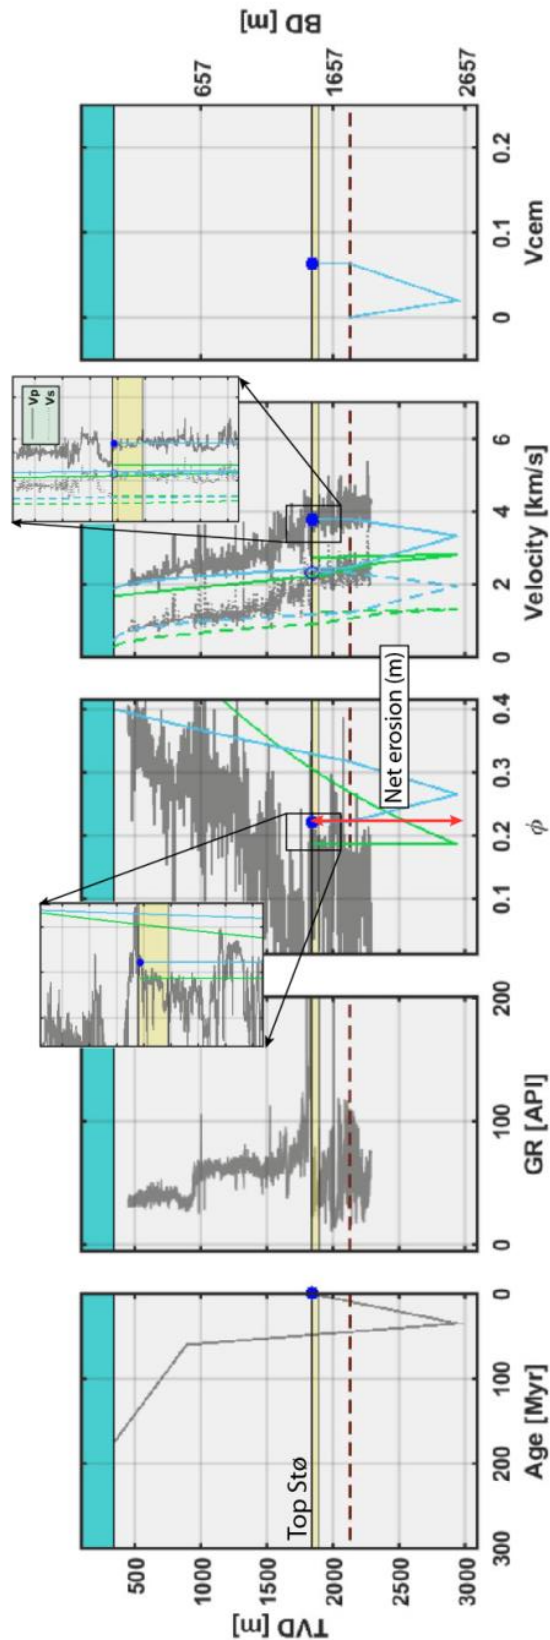 TVD [m]
500
1000
1500
2000
2500
3000
Top Stø
300
200
100
0
Age [Myr]
0
100
200
GR [API]
Net erosion (m)
0.1
0.2
0.3
0.4
ϕ
Vp
Vs
0
2
4
6
Velocity [km/s]
0
0.1
0.2
Vcem
657
1657
2657
BD [m]